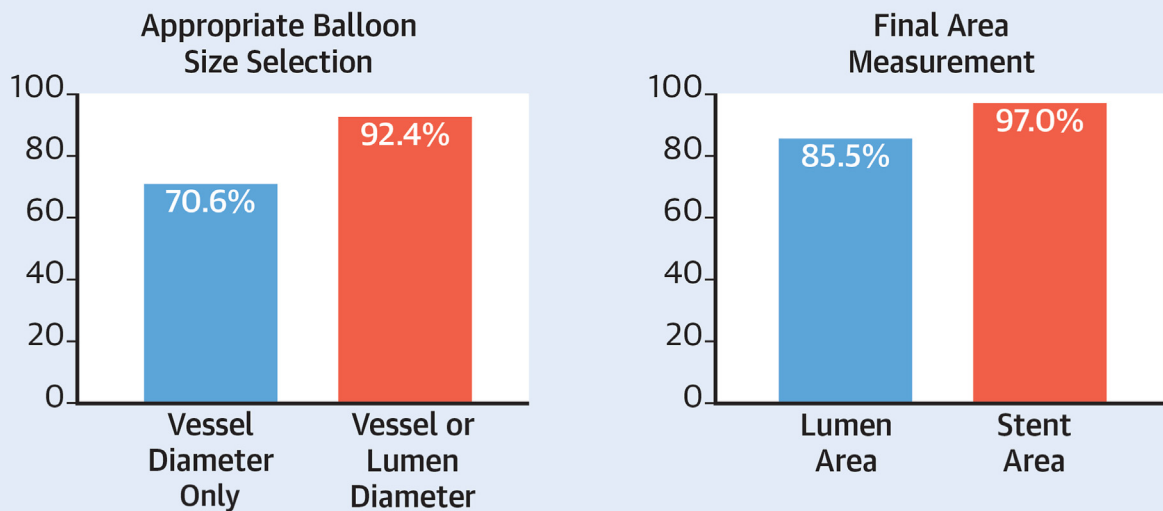 Appropriate Balloon
Size Selection
100
80
60
40
20
0
70.6%
92.4%
Vessel
Diameter
Only
Vessel or
Lumen
Diameter
Final Area
Measurement
100
80
60
40
20
0
85.5%
97.0%
Lumen
Area
Stent
Area